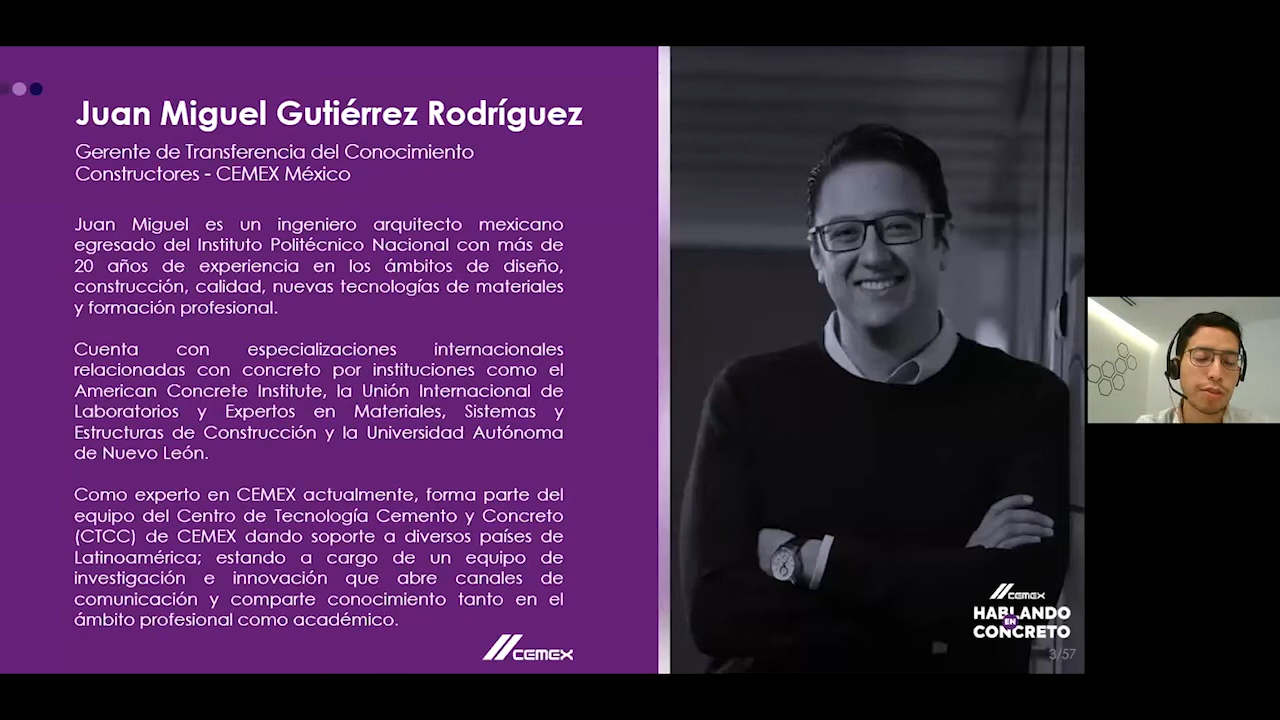 Juan Miguel Gutiérrez Rodríguez
Gerente de Transferencia del Conocimiento
Constructores - CEMEX México
Juan Miguel es un ingeniero arquitecto mexicano
egresado del Instituto Politécnico Nacional con más de
20 años de experiencia en los ámbitos de diseño,
construcción, calidad, nuevas tecnologías de materiales
y formación profesional.
Cuenta con especializaciones internacionales
relacionadas con concreto por instituciones como el
American Concrete Institute, la Unión Internacional de
Laboratorios y Expertos en Materiales, Sistemas y
Estructuras de Construcción y la Universidad Autónoma
de Nuevo León.
Como experto en CEMEX actualmente, forma parte del
equipo del Centro de Tecnología Cemento y Concreto
(CTCC) de CEMEX dando soporte a diversos países de
Latinoamérica; estando a cargo de un equipo de
investigación e innovación que abre canales de
comunicación y comparte conocimiento tanto en el
ámbito profesional como académico.
CEMEX
CEMEX
HABLANDO
EN
CONCRETO
3/57